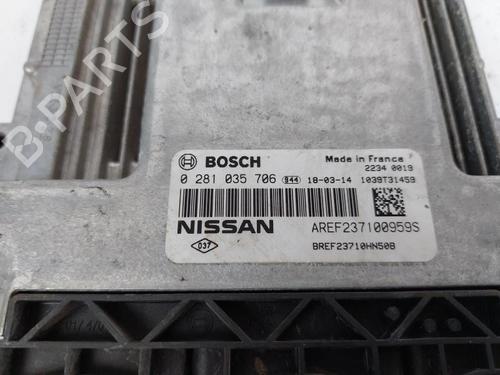 B-PARTS
BOSCH
Made in France
2234 0019
0 281 035 706 944 18-03-14 1039T31459
NISSAN
AREF237100959S
037
BREF23710HN50B